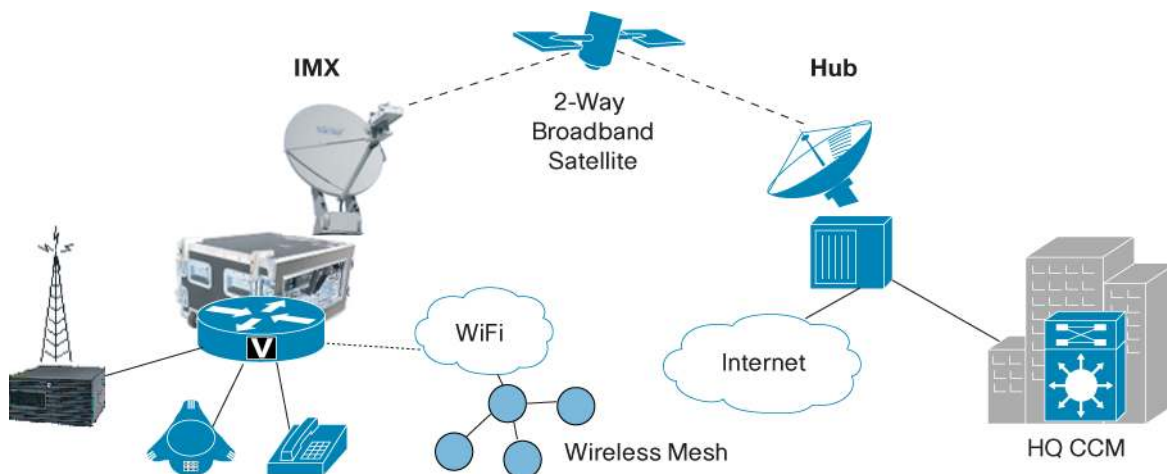 IMX
Hub
2-Way
Broadband
Satellite
V
WiFi
Internet
Wireless Mesh
HQ CCM